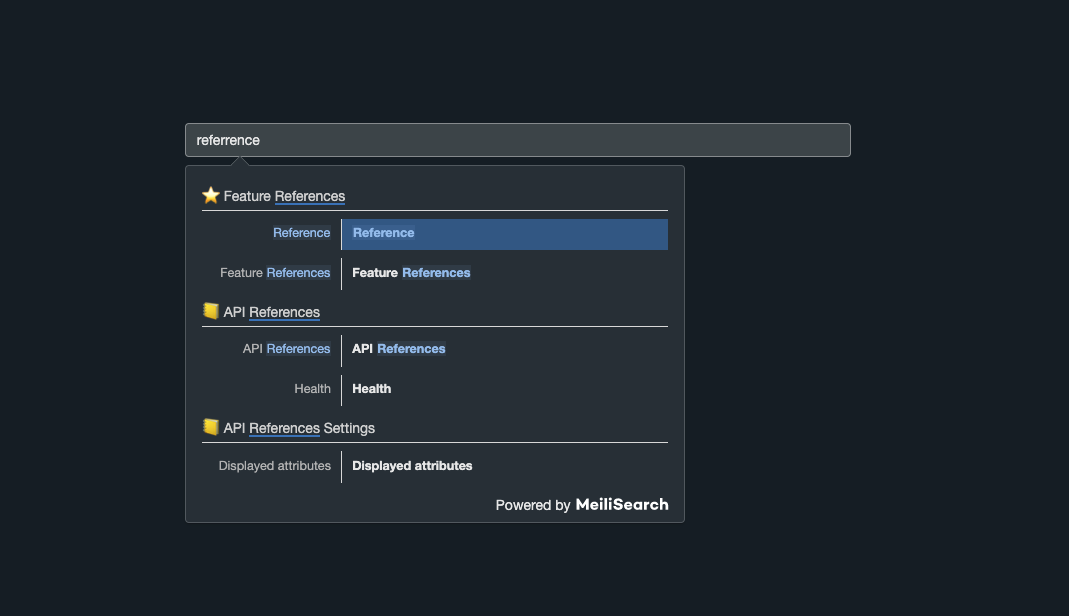 referrence
Feature References
Reference Reference
Feature References Feature References
API References
API References API References
Health Health
API References Settings
Displayed attributes Displayed attributes
Powered by MeiliSearch